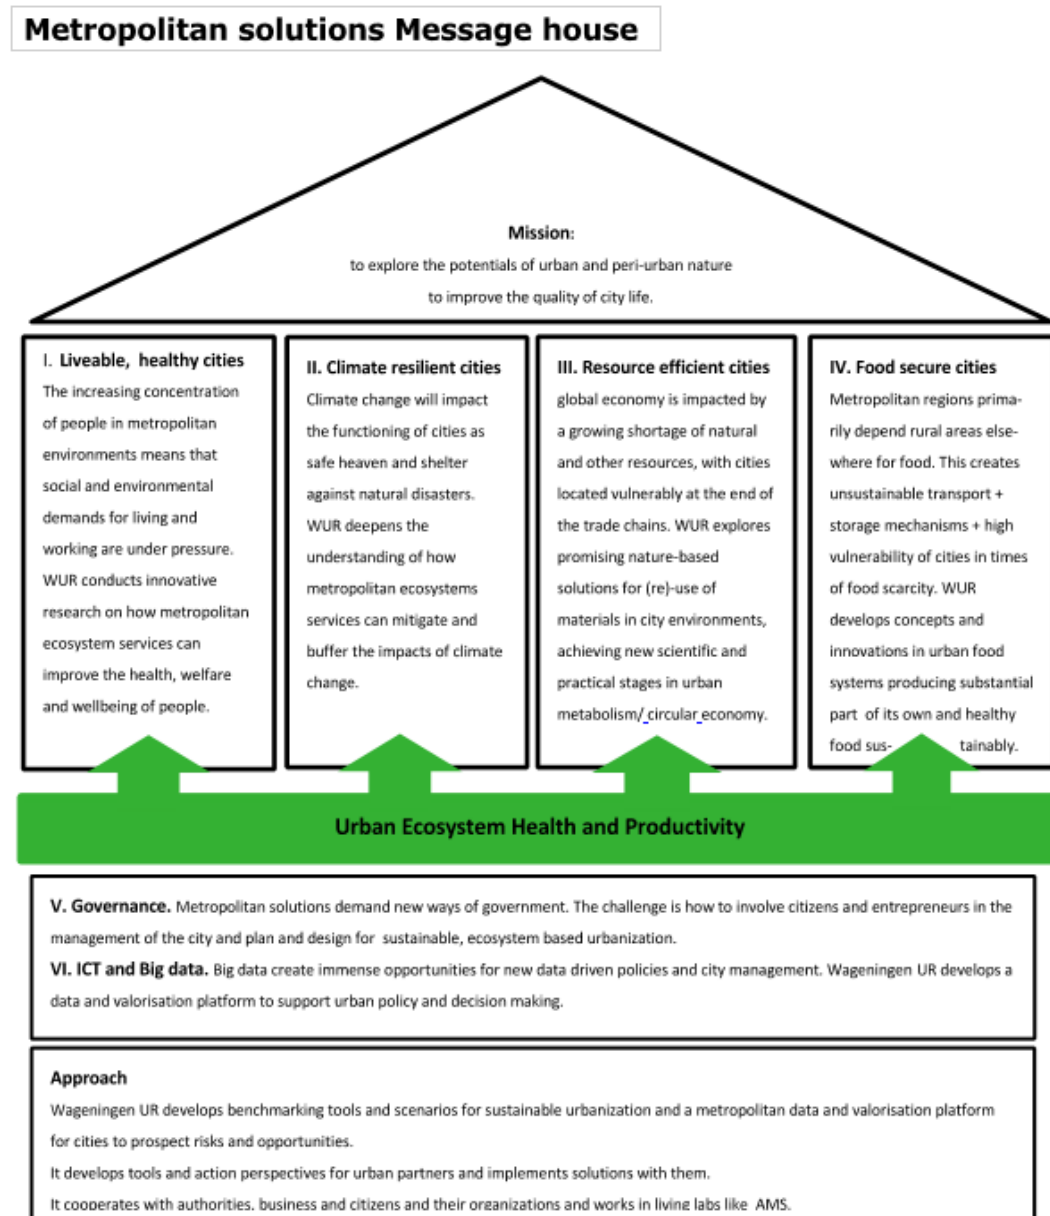 Metropolitan solutions Message house
Mission:
to explore the potentials of urban and peri-urban nature
to improve the quality of city life.
I. Liveable, healthy cities
The increasing concentration
of people in metropolitan
environments means that
social and environmental
demands for living and
working are under pressure.
WUR conducts innovative
research on how metropolitan
ecosystem services can
improve the health, welfare
and wellbeing of people.
II. Climate resilient cities
Climate change will impact
the functioning of cities as
safe heaven and shelter
against natural disasters.
WUR deepens the
understanding of how
metropolitan ecosystems
services can mitigate and
buffer the impacts of climate
change.
III. Resource efficient cities
global economy is impacted by
a growing shortage of natural
and other resources, with cities
located vulnerably at the end of
the trade chains. WUR explores
promising nature-based
solutions for (re)-use of
materials in city environments,
achieving new scientific and
practical stages in urban
metabolism/ circular economy.
IV. Food secure cities
Metropolitan regions prima-
rily depend rural areas else-
where for food. This creates
unsustainable transport +
storage mechanisms + high
vulnerability of cities in times
of food scarcity. WUR
develops concepts and
innovations in urban food
systems producing substantial
part of its own and healthy
food sus- tainably.
Urban Ecosystem Health and Productivity
V. Governance. Metropolitan solutions demand new ways of government. The challenge is how to involve citizens and entrepreneurs in the
management of the city and plan and design for sustainable, ecosystem based urbanization.
VI. ICT and Big data. Big data create immense opportunities for new data driven policies and city management. Wageningen UR develops a
data and valorisation platform to support urban policy and decision making.
Approach
Wageningen UR develops benchmarking tools and scenarios for sustainable urbanization and a metropolitan data and valorisation platform
for cities to prospect risks and opportunities.
It develops tools and action perspectives for urban partners and implements solutions with them.
It cooperates with authorities, business and citizens and their organizations and works in living labs like AMS.